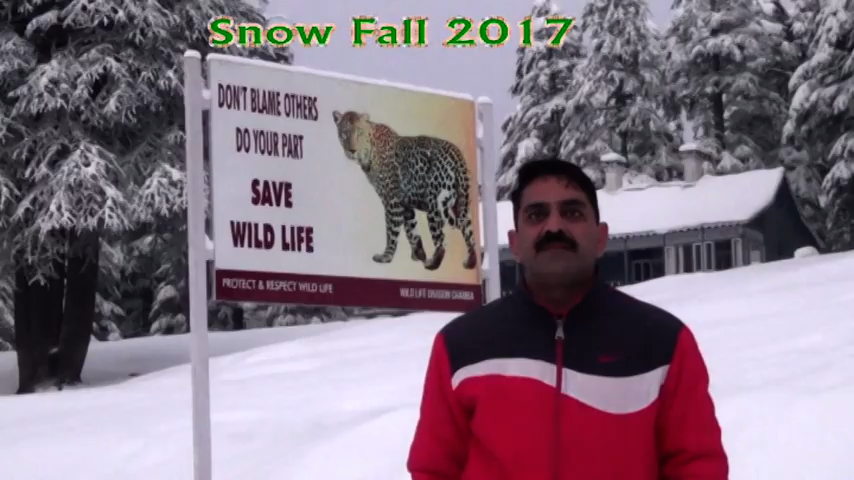 Snow Fall 2017
DON'T BLAME OTHERS
DO YOUR PART
SAVE
WILD LIFE
PROTECT & RESPECT WILD LIFE
WILD LIFE DIVISION CHAMBA